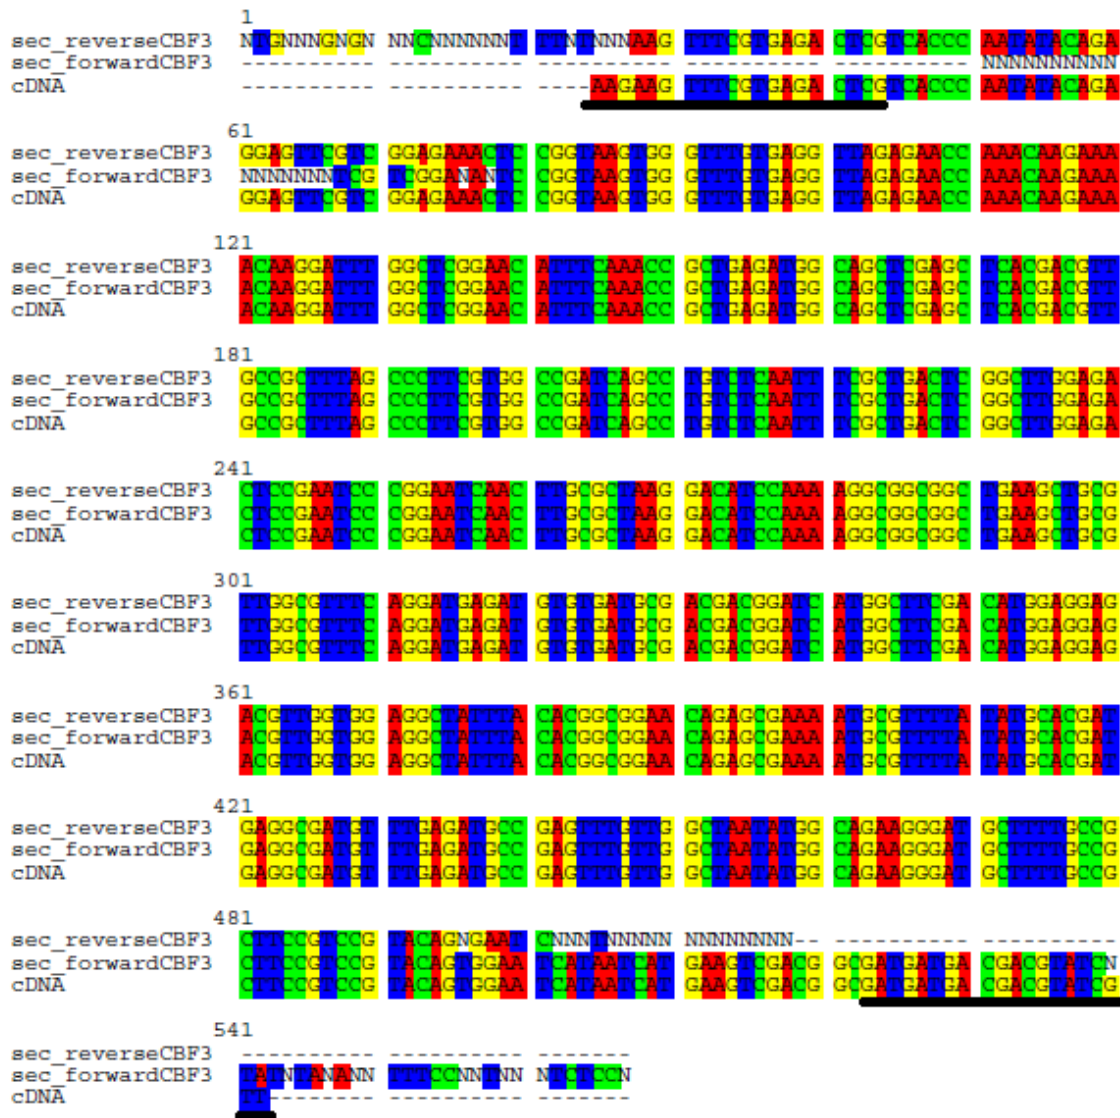 1
sec_reverseCBF3 NTGNNNGNGN NNCNNNNNNT TTNTNNNAAG TTTCGTGAGA CTCGTCACCC AATATACAGA
sec_forwardCBF3 ---------- ---------- ---------- ---------- ---------- NNNNNNNNNN
cDNA ---------- ---------- ----AAGAAG TTTCGTGAGA CTCGTCACCC AATATACAGA
61
sec_reverseCBF3 GGAGTTCGTC GGAGAAACTC CGGTAAGTGG GTTTGTGAGG TTAGAGAACC AAACAAGAAA
sec_forwardCBF3 NNNNNNNTCG TCGGANANTC CGGTAAGTGG GTTTGTGAGG TTAGAGAACC AAACAAGAAA
cDNA GGAGTTCGTC GGAGAAACTC CGGTAAGTGG GTTTGTGAGG TTAGAGAACC AAACAAGAAA
121
sec_reverseCBF3 ACAAGGATTT GGCTCGGAAC ATTTCAAACC GCTGAGATGG CAGCTCGAGC TCACGACGTT
sec_forwardCBF3 ACAAGGATTT GGCTCGGAAC ATTTCAAACC GCTGAGATGG CAGCTCGAGC TCACGACGTT
cDNA ACAAGGATTT GGCTCGGAAC ATTTCAAACC GCTGAGATGG CAGCTCGAGC TCACGACGTT
181
sec_reverseCBF3 GCCGCTTTAG CCCTTCGTGG CCGATCAGCC TGTCTCAATT TCGCTGACTC GGCTTGGAGA
sec_forwardCBF3 GCCGCTTTAG CCCTTCGTGG CCGATCAGCC TGTCTCAATT TCGCTGACTC GGCTTGGAGA
cDNA GCCGCTTTAG CCCTTCGTGG CCGATCAGCC TGTCTCAATT TCGCTGACTC GGCTTGGAGA
241
sec_reverseCBF3 CTCCGAATCC CGGAATCAAC TTGCGCTAAG GACATCCAAA AGGCGGCGGC TGAAGCTGCG
sec_forwardCBF3 CTCCGAATCC CGGAATCAAC TTGCGCTAAG GACATCCAAA AGGCGGCGGC TGAAGCTGCG
cDNA CTCCGAATCC CGGAATCAAC TTGCGCTAAG GACATCCAAA AGGCGGCGGC TGAAGCTGCG
301
sec_reverseCBF3 TTGGCGTTTC AGGATGAGAT GTGTGATGCG ACGACGGATC ATGGCTTCGA CATGGAGGAG
sec_forwardCBF3 TTGGCGTTTC AGGATGAGAT GTGTGATGCG ACGACGGATC ATGGCTTCGA CATGGAGGAG
cDNA TTGGCGTTTC AGGATGAGAT GTGTGATGCG ACGACGGATC ATGGCTTCGA CATGGAGGAG
361
sec_reverseCBF3 ACGTTGGTGG AGGCTATTTA CACGGCGGAA CAGAGCGAAA ATGCGTTTTA TATGCACGAT
sec_forwardCBF3 ACGTTGGTGG AGGCTATTTA CACGGCGGAA CAGAGCGAAA ATGCGTTTTA TATGCACGAT
cDNA ACGTTGGTGG AGGCTATTTA CACGGCGGAA CAGAGCGAAA ATGCGTTTTA TATGCACGAT
421
sec_reverseCBF3 GAGGCGATGT TTGAGATGCC GAGTTTGTTG GCTAATATGG CAGAAGGGAT GCTTTTGCCG
sec_forwardCBF3 GAGGCGATGT TTGAGATGCC GAGTTTGTTG GCTAATATGG CAGAAGGGAT GCTTTTGCCG
cDNA GAGGCGATGT TTGAGATGCC GAGTTTGTTG GCTAATATGG CAGAAGGGAT GCTTTTGCCG
481
sec_reverseCBF3 CTTCCGTCCG TACAGNGAAT CNNNTNNNNN NNNNNNNN-- ---------- ----------
sec_forwardCBF3 CTTCCGTCCG TACAGTGGAA TCATAATCAT GAAGTCGACG GCGATGATGA CGACGTATCN
cDNA CTTCCGTCCG TACAGTGGAA TCATAATCAT GAAGTCGACG GCGATGATGA CGACGTATCG
541
sec_reverseCBF3 ---------- ---------- -------
sec_forwardCBF3 TATNTANANN TTTCCNNTNN NTCTCCN
cDNA TT-------- ---------- -------